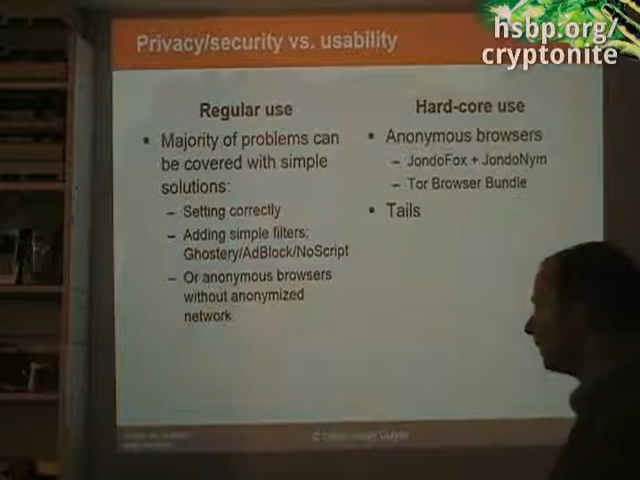 hsbp.org/
cryptonite
Privacy/security vs. usability
Regular use
▪ Majority of problems can
be covered with simple
solutions:
– Setting correctly
– Adding simple filters:
Ghostery/AdBlock/NoScript
– Or anonymous browsers
without anonymized
network
Hard-core use
▪ Anonymous browsers
– JondoFox + JondoNym
– Tor Browser Bundle
▪ Tails